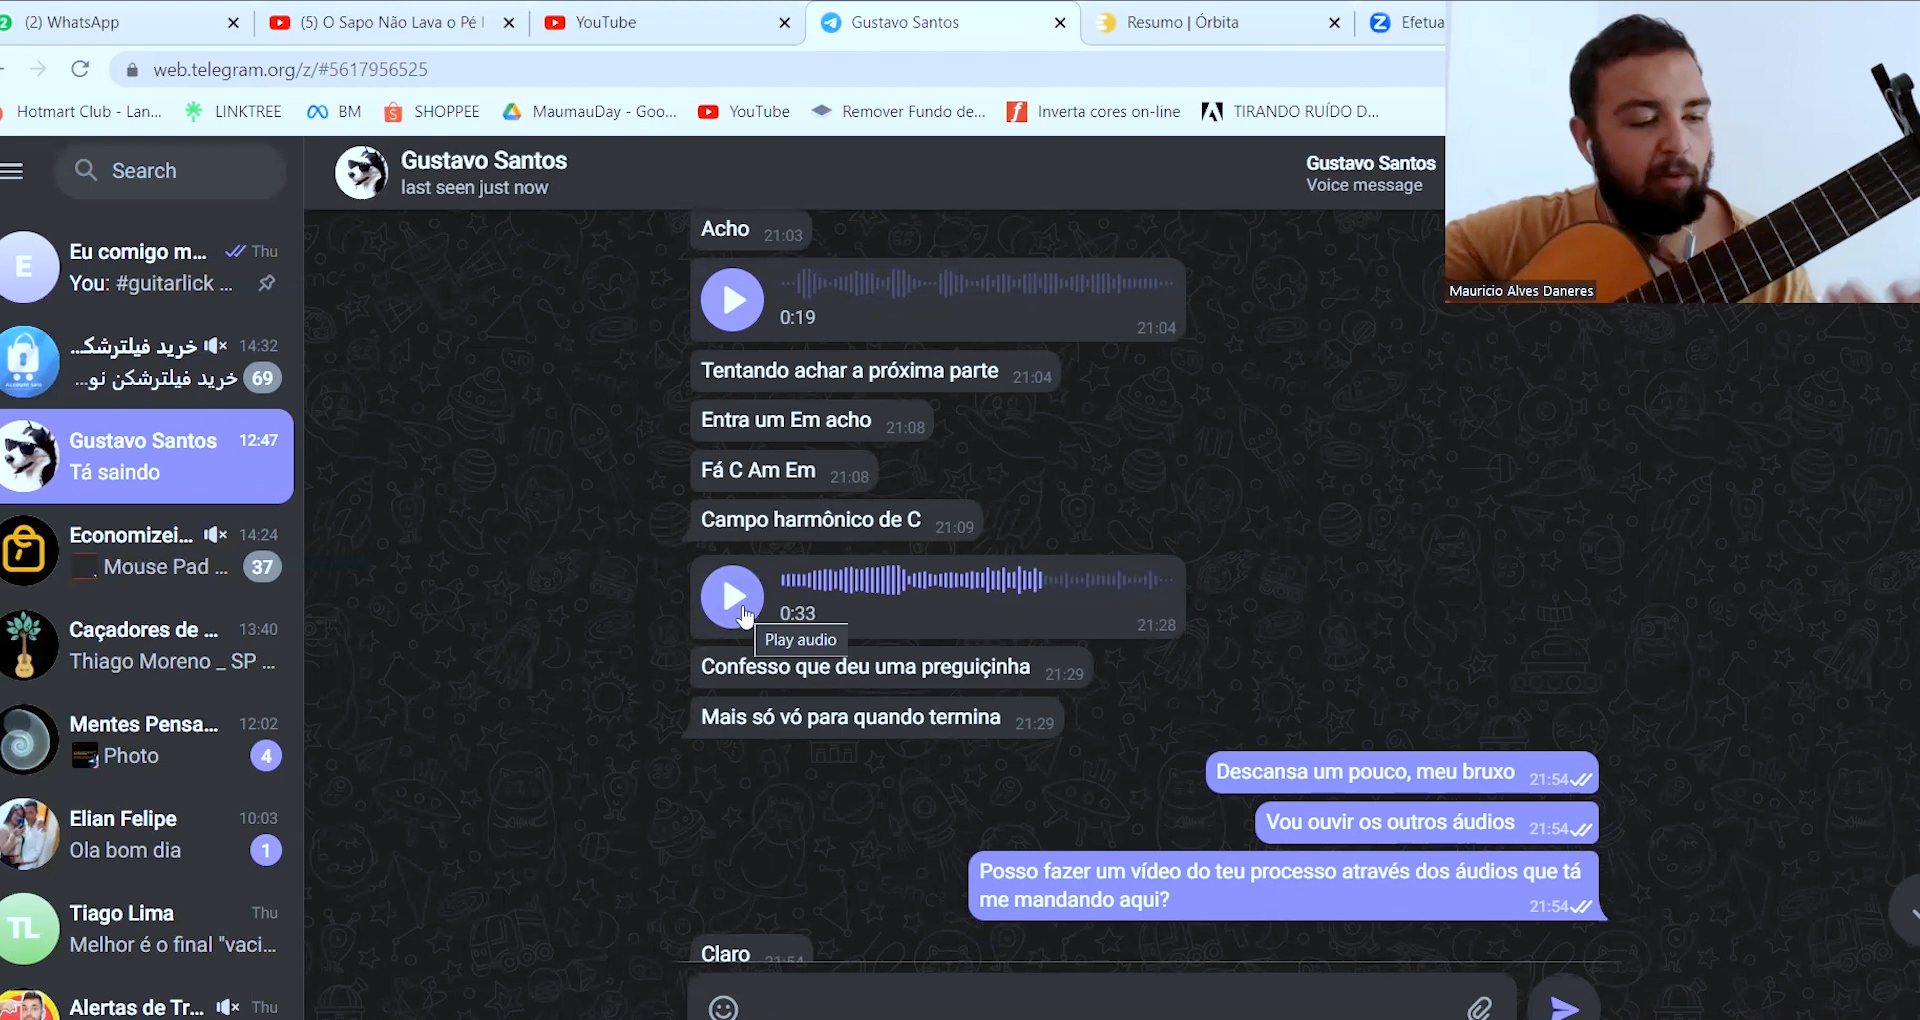 (2) WhatsApp
(5) O Sapo Não Lava o Pé |
YouTube
Gustavo Santos
Resumo | Órbita
Efetua
web.telegram.org/z/#5617956525
Hotmart Club - Lan...
LINKTREE
BM
SHOPPEE
MaumauDay - Goo...
YouTube
Remover Fundo de...
Inverta cores on-line
TIRANDO RUÍDO D...
Search
Gustavo Santos
last seen just now
Gustavo Santos
Voice message
Mauricio Alves Daneres
E
Eu comigo m...
Thu
You: #guitarlick ...
خرید فیلترشک...
14:32
خرید فیلترشکن نو...
69
Gustavo Santos
12:47
Tá saindo
Economizei...
14:24
Mouse Pad ...
37
Caçadores de ...
13:40
Thiago Moreno _ SP ...
Mentes Pensa...
12:02
Photo
4
Elian Felipe
10:03
Ola bom dia
1
TL
Tiago Lima
Thu
Melhor é o final "vaci...
Alertas de Tr...
Thu
Acho 21:03
0:19
21:04
Tentando achar a próxima parte 21:04
Entra um Em acho 21:08
Fá C Am Em 21:08
Campo harmônico de C 21:09
0:33
21:28
Play audio
Confesso que deu uma preguiçinha 21:29
Mais só vó para quando termina 21:29
Descansa um pouco, meu bruxo 21:54
Vou ouvir os outros áudios 21:54
Posso fazer um vídeo do teu processo através dos áudios que tá
me mandando aqui? 21:54
Claro 21:54